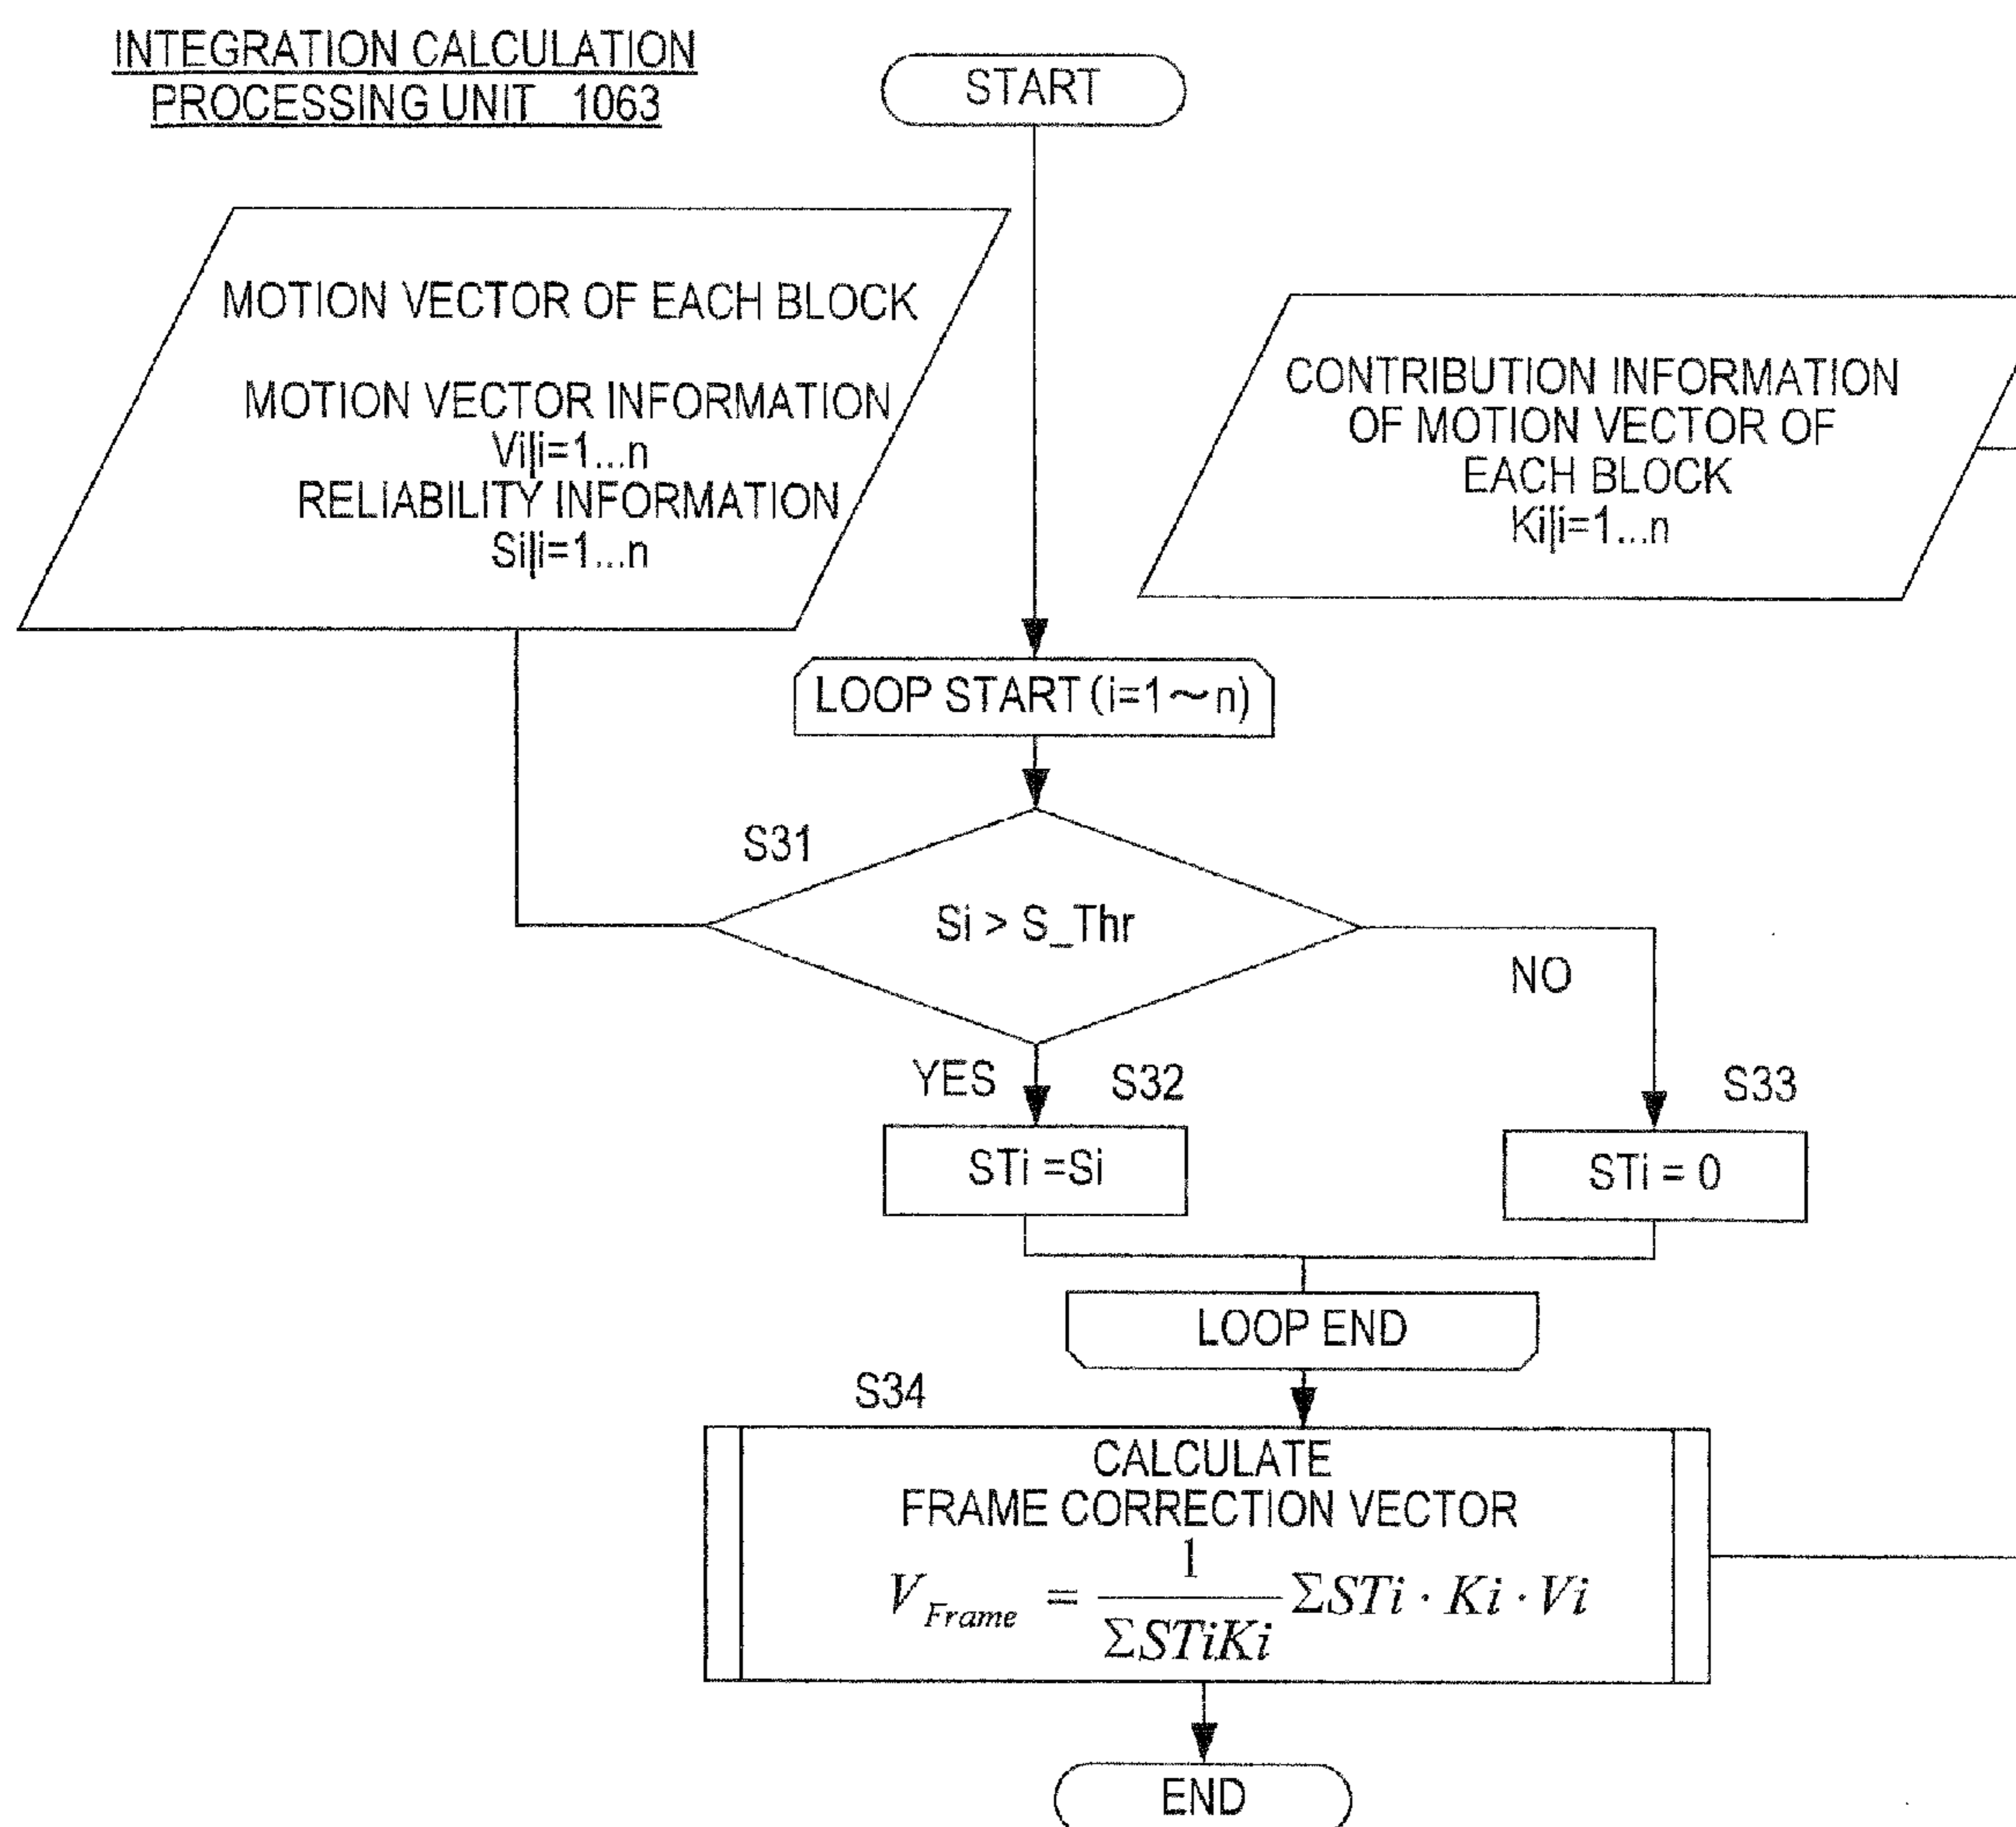 INTEGRATION CALCULATION
PROCESSING UNIT 1063
START
MOTION VECTOR OF EACH BLOCK
MOTION VECTOR INFORMATION
Vi|i=1...n
RELIABILITY INFORMATION
Si|i=1...n
CONTRIBUTION INFORMATION
OF MOTION VECTOR OF
EACH BLOCK
Ki|i=1...n
LOOP START (i=1～n)
S31
Si > S_Thr
NO
YES
S32
S33
STi =Si
STi = 0
LOOP END
S34
CALCULATE
FRAME CORRECTION VECTOR
V_Frame = 1/ΣSTiKi ΣSTi · Ki · Vi
END